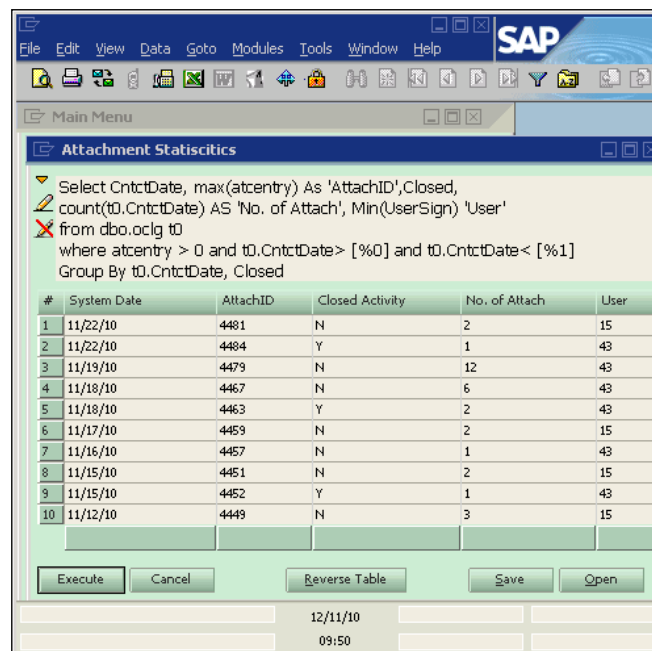 SAP
File Edit View Data Goto Modules Tools Window Help
Main Menu
Attachment Statiscitics
Select CntctDate, max(atcentry) As 'AttachID',Closed,
count(t0.CntctDate) AS 'No. of Attach', Min(UserSign) 'User'
from dbo.oclg t0
where atcentry > 0 and t0.CntctDate> [%0] and t0.CntctDate< [%1]
Group By t0.CntctDate, Closed
# System Date AttachID Closed Activity No. of Attach User
1 11/22/10 4481 N 2 15
2 11/22/10 4484 Y 1 43
3 11/19/10 4479 N 12 43
4 11/18/10 4467 N 6 43
5 11/18/10 4463 Y 2 43
6 11/17/10 4459 N 2 15
7 11/16/10 4457 N 1 43
8 11/15/10 4451 N 2 15
9 11/15/10 4452 Y 1 43
10 11/12/10 4449 N 3 15
Execute Cancel Reverse Table Save Open
12/11/10
09:50